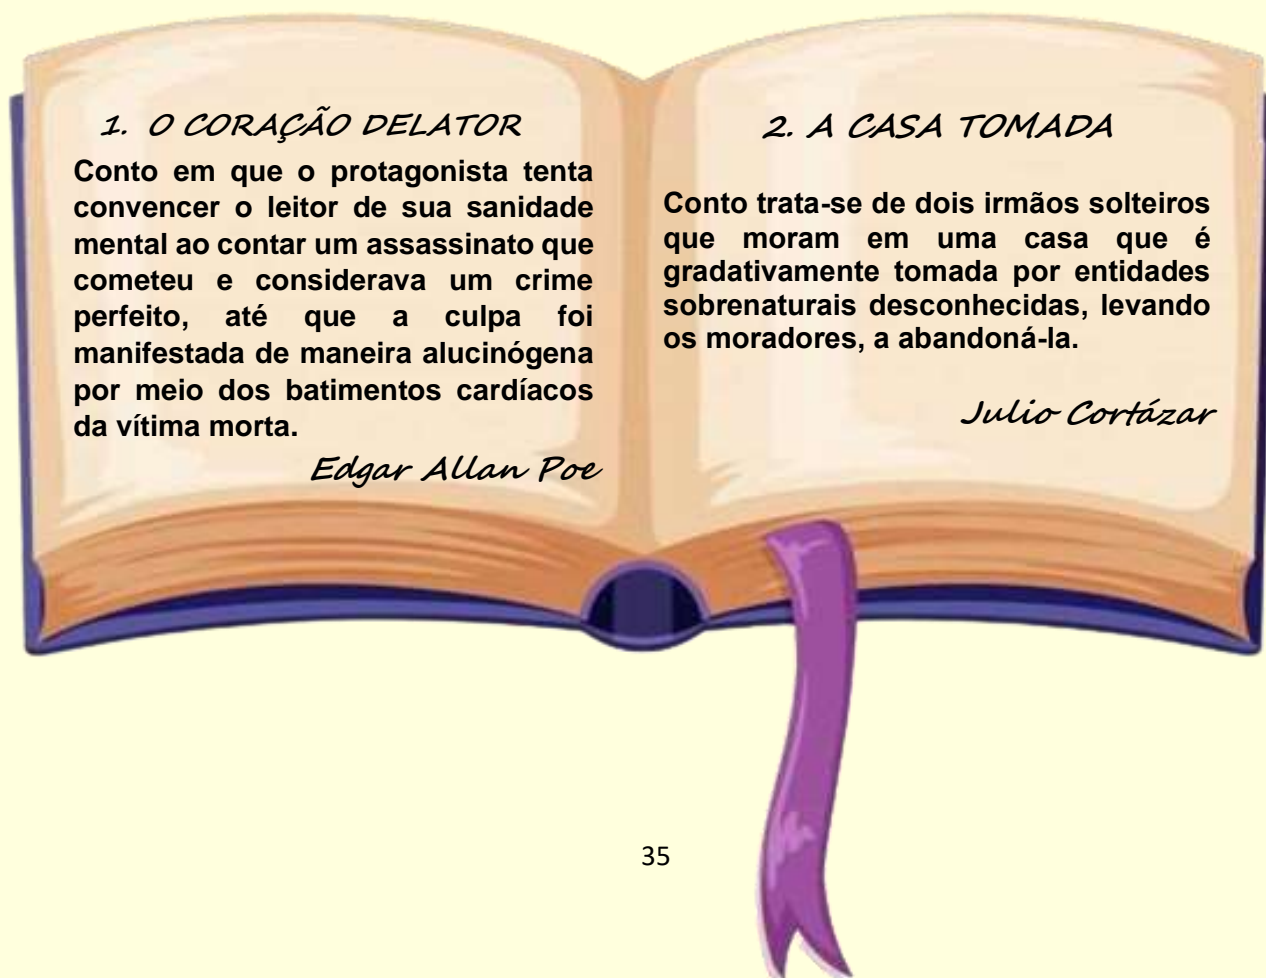 1. O CORAÇÃO DELATOR
Conto em que o protagonista tenta
convencer o leitor de sua sanidade
mental ao contar um assassinato que
cometeu e considerava um crime
perfeito, até que a culpa foi
manifestada de maneira alucinógena
por meio dos batimentos cardíacos
da vítima morta.
Edgar Allan Poe
2. A CASA TOMADA
Conto trata-se de dois irmãos solteiros
que moram em uma casa que é
gradativamente tomada por entidades
sobrenaturais desconhecidas, levando
os moradores, a abandoná-la.
Julio Cortázar
35